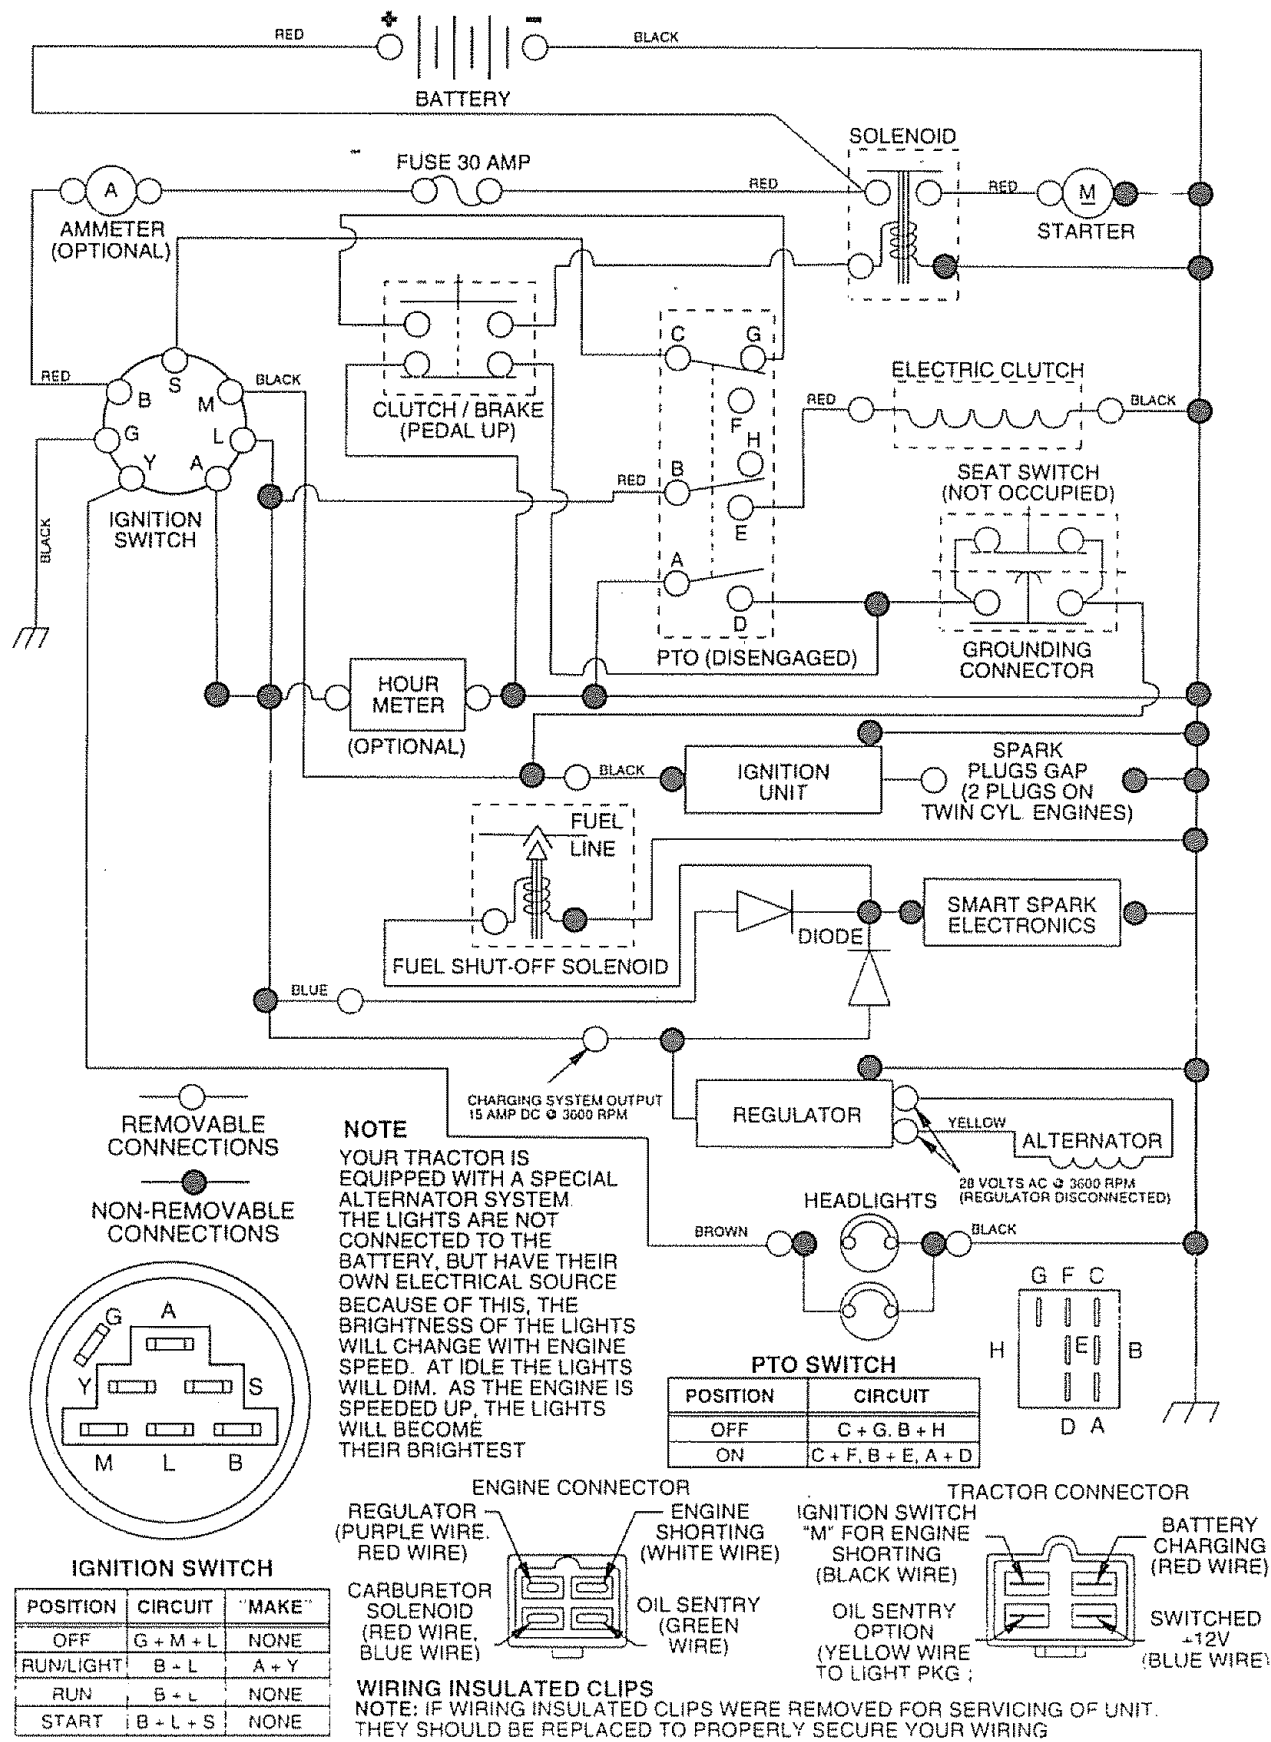 +
-
RED
BLACK
BATTERY
SOLENOID
FUSE 30 AMP
A
RED
RED
M
AMMETER
(OPTIONAL)
STARTER
C
G
RED
BLACK
S
B
M
G
L
Y
A
CLUTCH / BRAKE
(PEDAL UP)
F
H
RED
ELECTRIC CLUTCH
BLACK
B
RED
E
SEAT SWITCH
(NOT OCCUPIED)
IGNITION
SWITCH
BLACK
A
D
PTO (DISENGAGED)
GROUNDING
CONNECTOR
HOUR
METER
(OPTIONAL)
BLACK
IGNITION
UNIT
SPARK
PLUGS GAP
(2 PLUGS ON
TWIN CYL. ENGINES)
FUEL
LINE
FUEL SHUT-OFF SOLENOID
DIODE
SMART SPARK
ELECTRONICS
BLUE
CHARGING SYSTEM OUTPUT
15 AMP DC @ 3600 RPM
REGULATOR
YELLOW
ALTERNATOR
28 VOLTS AC @ 3600 RPM
(REGULATOR DISCONNECTED)
REMOVABLE
CONNECTIONS
NON-REMOVABLE
CONNECTIONS
NOTE
YOUR TRACTOR IS
EQUIPPED WITH A SPECIAL
ALTERNATOR SYSTEM.
THE LIGHTS ARE NOT
CONNECTED TO THE
BATTERY, BUT HAVE THEIR
OWN ELECTRICAL SOURCE
BECAUSE OF THIS, THE
BRIGHTNESS OF THE LIGHTS
WILL CHANGE WITH ENGINE
SPEED. AT IDLE THE LIGHTS
WILL DIM. AS THE ENGINE IS
SPEEDED UP, THE LIGHTS
WILL BECOME
THEIR BRIGHTEST
HEADLIGHTS
BROWN
BLACK
G F C
H
E
B
D A
PTO SWITCH
POSITION CIRCUIT
OFF C + G. B + H
ON C + F, B + E, A + D
G
A
Y
S
M
L
B
IGNITION SWITCH
POSITION CIRCUIT "MAKE"
OFF G + M + L NONE
RUN/LIGHT B + L A + Y
RUN B + L NONE
START B + L + S NONE
ENGINE CONNECTOR
REGULATOR
(PURPLE WIRE.
RED WIRE)
ENGINE
SHORTING
(WHITE WIRE)
CARBURETOR
SOLENOID
(RED WIRE,
BLUE WIRE)
OIL SENTRY
(GREEN
WIRE)
TRACTOR CONNECTOR
IGNITION SWITCH
"M" FOR ENGINE
SHORTING
(BLACK WIRE)
BATTERY
CHARGING
(RED WIRE)
OIL SENTRY
OPTION
(YELLOW WIRE
TO LIGHT PKG ;
SWITCHED
+12V
(BLUE WIRE)
WIRING INSULATED CLIPS
NOTE: IF WIRING INSULATED CLIPS WERE REMOVED FOR SERVICING OF UNIT.
THEY SHOULD BE REPLACED TO PROPERLY SECURE YOUR WIRING